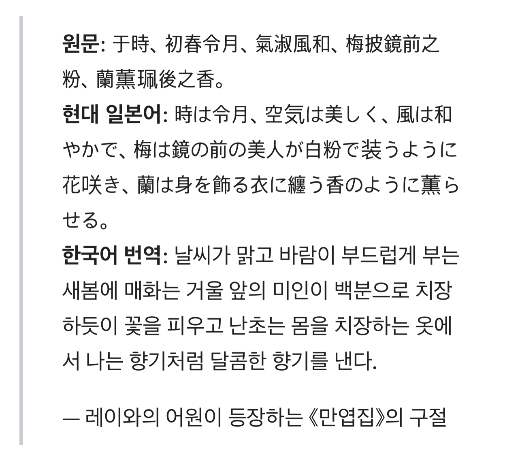 원문: 于時、初春令月、氣淑風和、梅披鏡前之
粉、蘭薫珮後之香。
현대 일본어: 時は令月、空気は美しく、風は和
やかで、梅は鏡の前の美人が白粉で装うように
花咲き、蘭は身を飾る衣に纏う香のように薫ら
せる。
한국어 번역: 날씨가 맑고 바람이 부드럽게 부는
새봄에 매화는 거울 앞의 미인이 백분으로 치장
하듯이 꽃을 피우고 난초는 몸을 치장하는 옷에
서 나는 향기처럼 달콤한 향기를 낸다.
— 레이와의 어원이 등장하는 《만엽집》의 구절